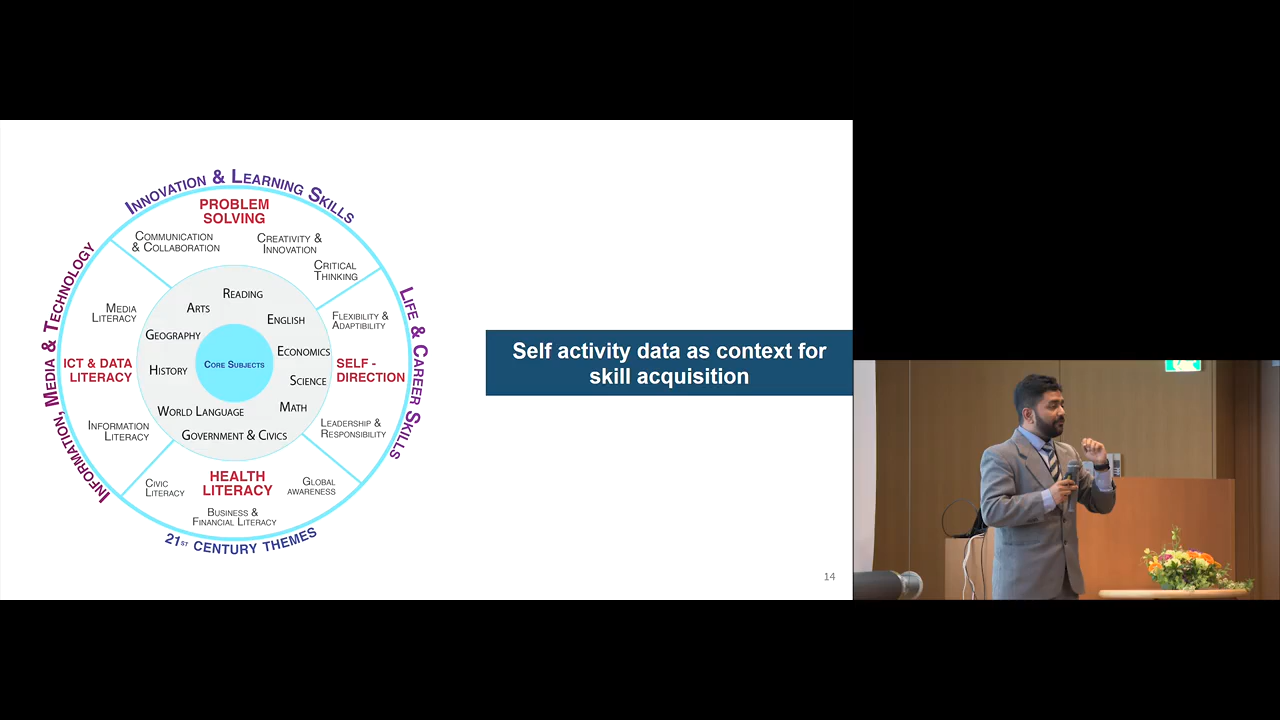 INNOVATION & LEARNING SKILLS
PROBLEM
SOLVING
COMMUNICATION
& COLLABORATION
CREATIVITY &
INNOVATION
CRITICAL
THINKING
INFORMATION, MEDIA & TECHNOLOGY
MEDIA
LITERACY
ICT & DATA
LITERACY
INFORMATION
LITERACY
READING
ARTS
ENGLISH
GEOGRAPHY
ECONOMICS
CORE SUBJECTS
HISTORY
SCIENCE
MATH
WORLD LANGUAGE
GOVERNMENT & CIVICS
LIFE & CAREER SKILLS
FLEXIBILITY &
ADAPTIBILITY
SELF -
DIRECTION
LEADERSHIP &
RESPONSIBILITY
HEALTH
LITERACY
CIVIC
LITERACY
GLOBAL
AWARENESS
BUSINESS &
FINANCIAL LITERACY
21ST CENTURY THEMES
Self activity data as context for
skill acquisition
14